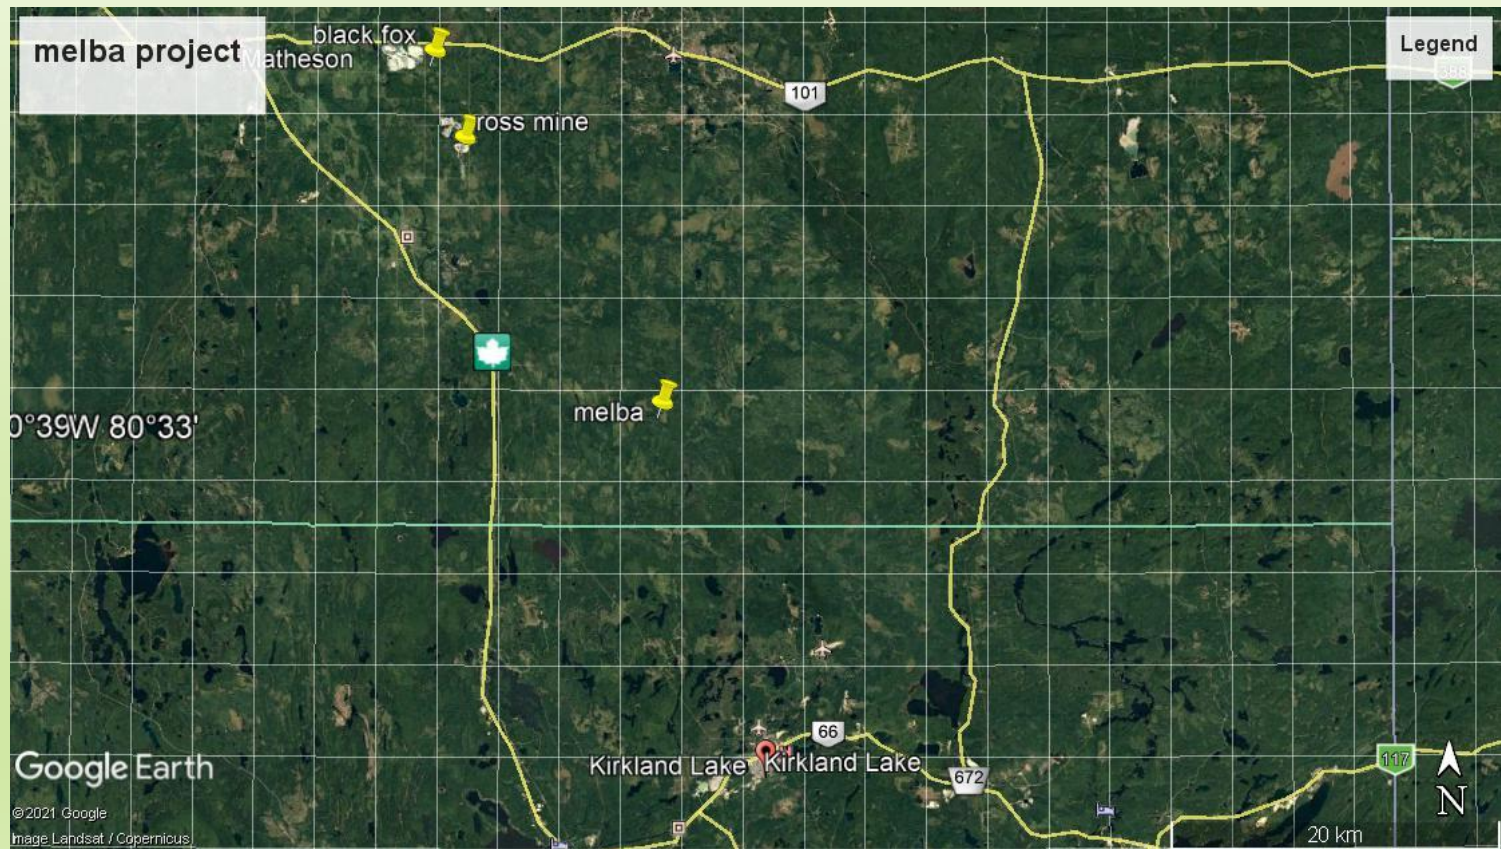 melba project
black fox
Matheson
Legend
388
101
ross mine
melba
0°39W 80°33'
66
Kirkland Lake
Kirkland Lake
672
117
N
Google Earth
©2021 Google
Image Landsat / Copernicus
20 km